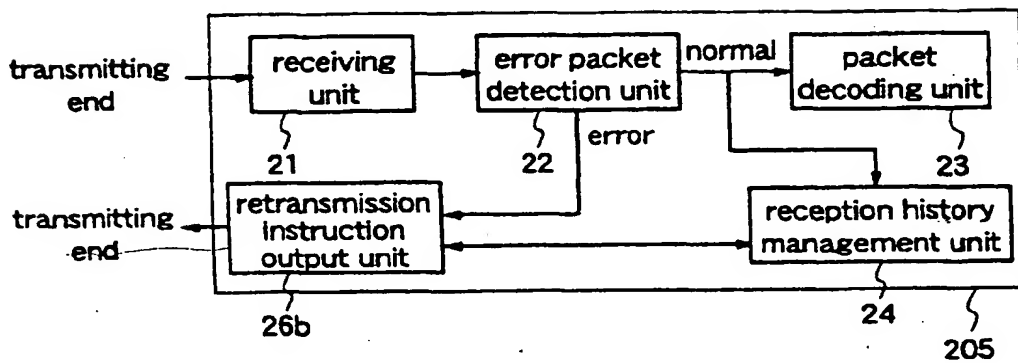 transmitting
end
receiving
unit
21
error packet
detection unit
22
normal
error
packet
decoding unit
23
transmitting
end
retransmission
instruction
output unit
26b
reception history
management unit
24
205